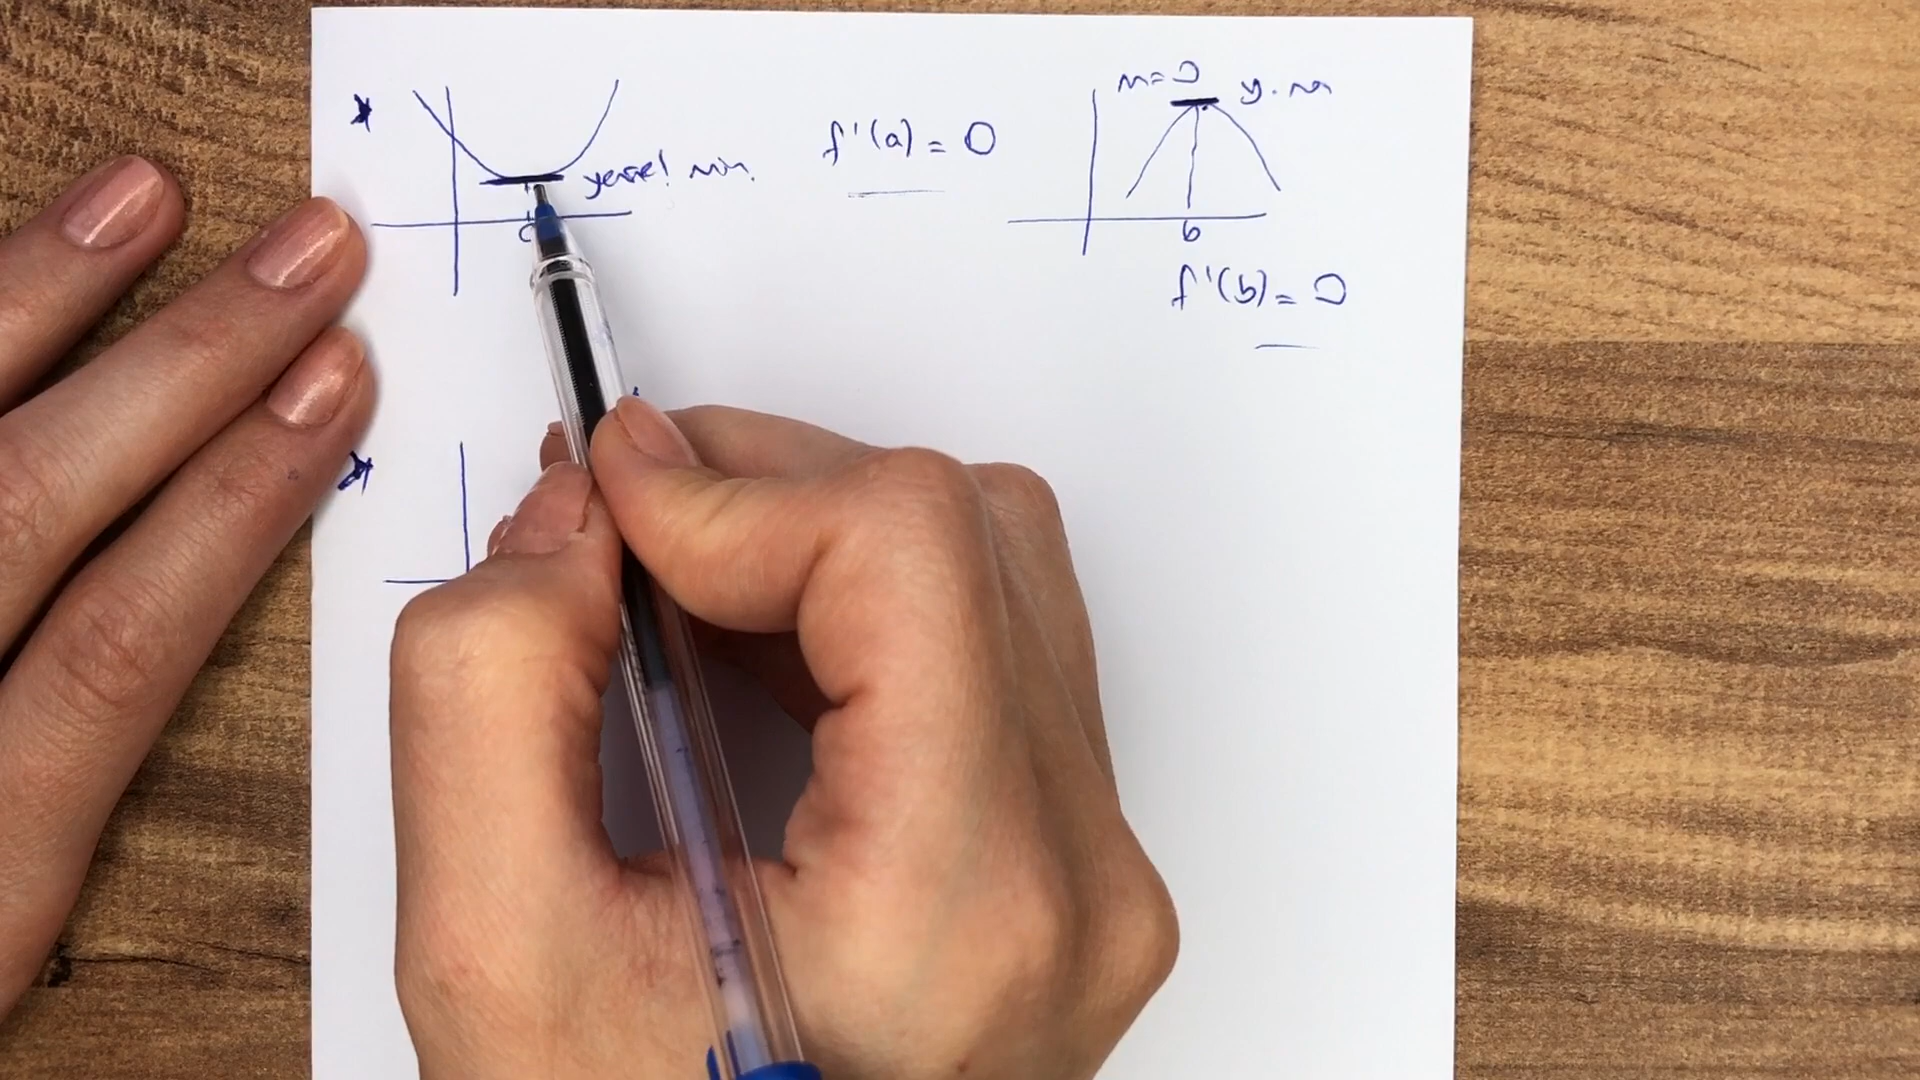 yerel min.
f'(a) = 0
m=0 y.m
b
f'(b) = 0